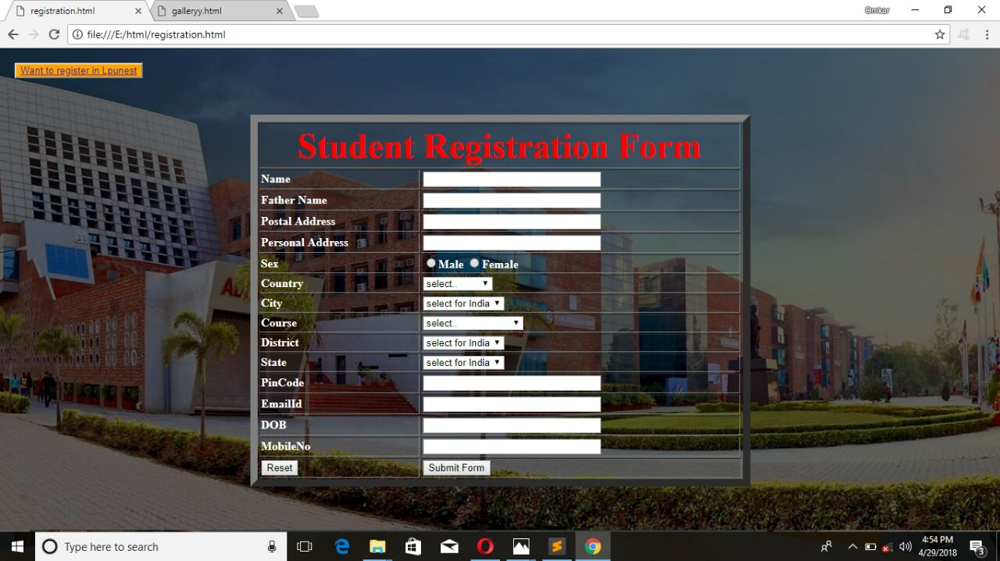 registration.html
galleryy.html
Omkar
file:///E:/html/registration.html
Want to register in Lpunest
Student Registration Form
Name
Father Name
Postal Address
Personal Address
Sex Male Female
Country select..
City select for India
Course select..
District select for India
State select for India
PinCode
EmailId
DOB
MobileNo
Reset Submit Form
Type here to search
4:54 PM
4/29/2018
3